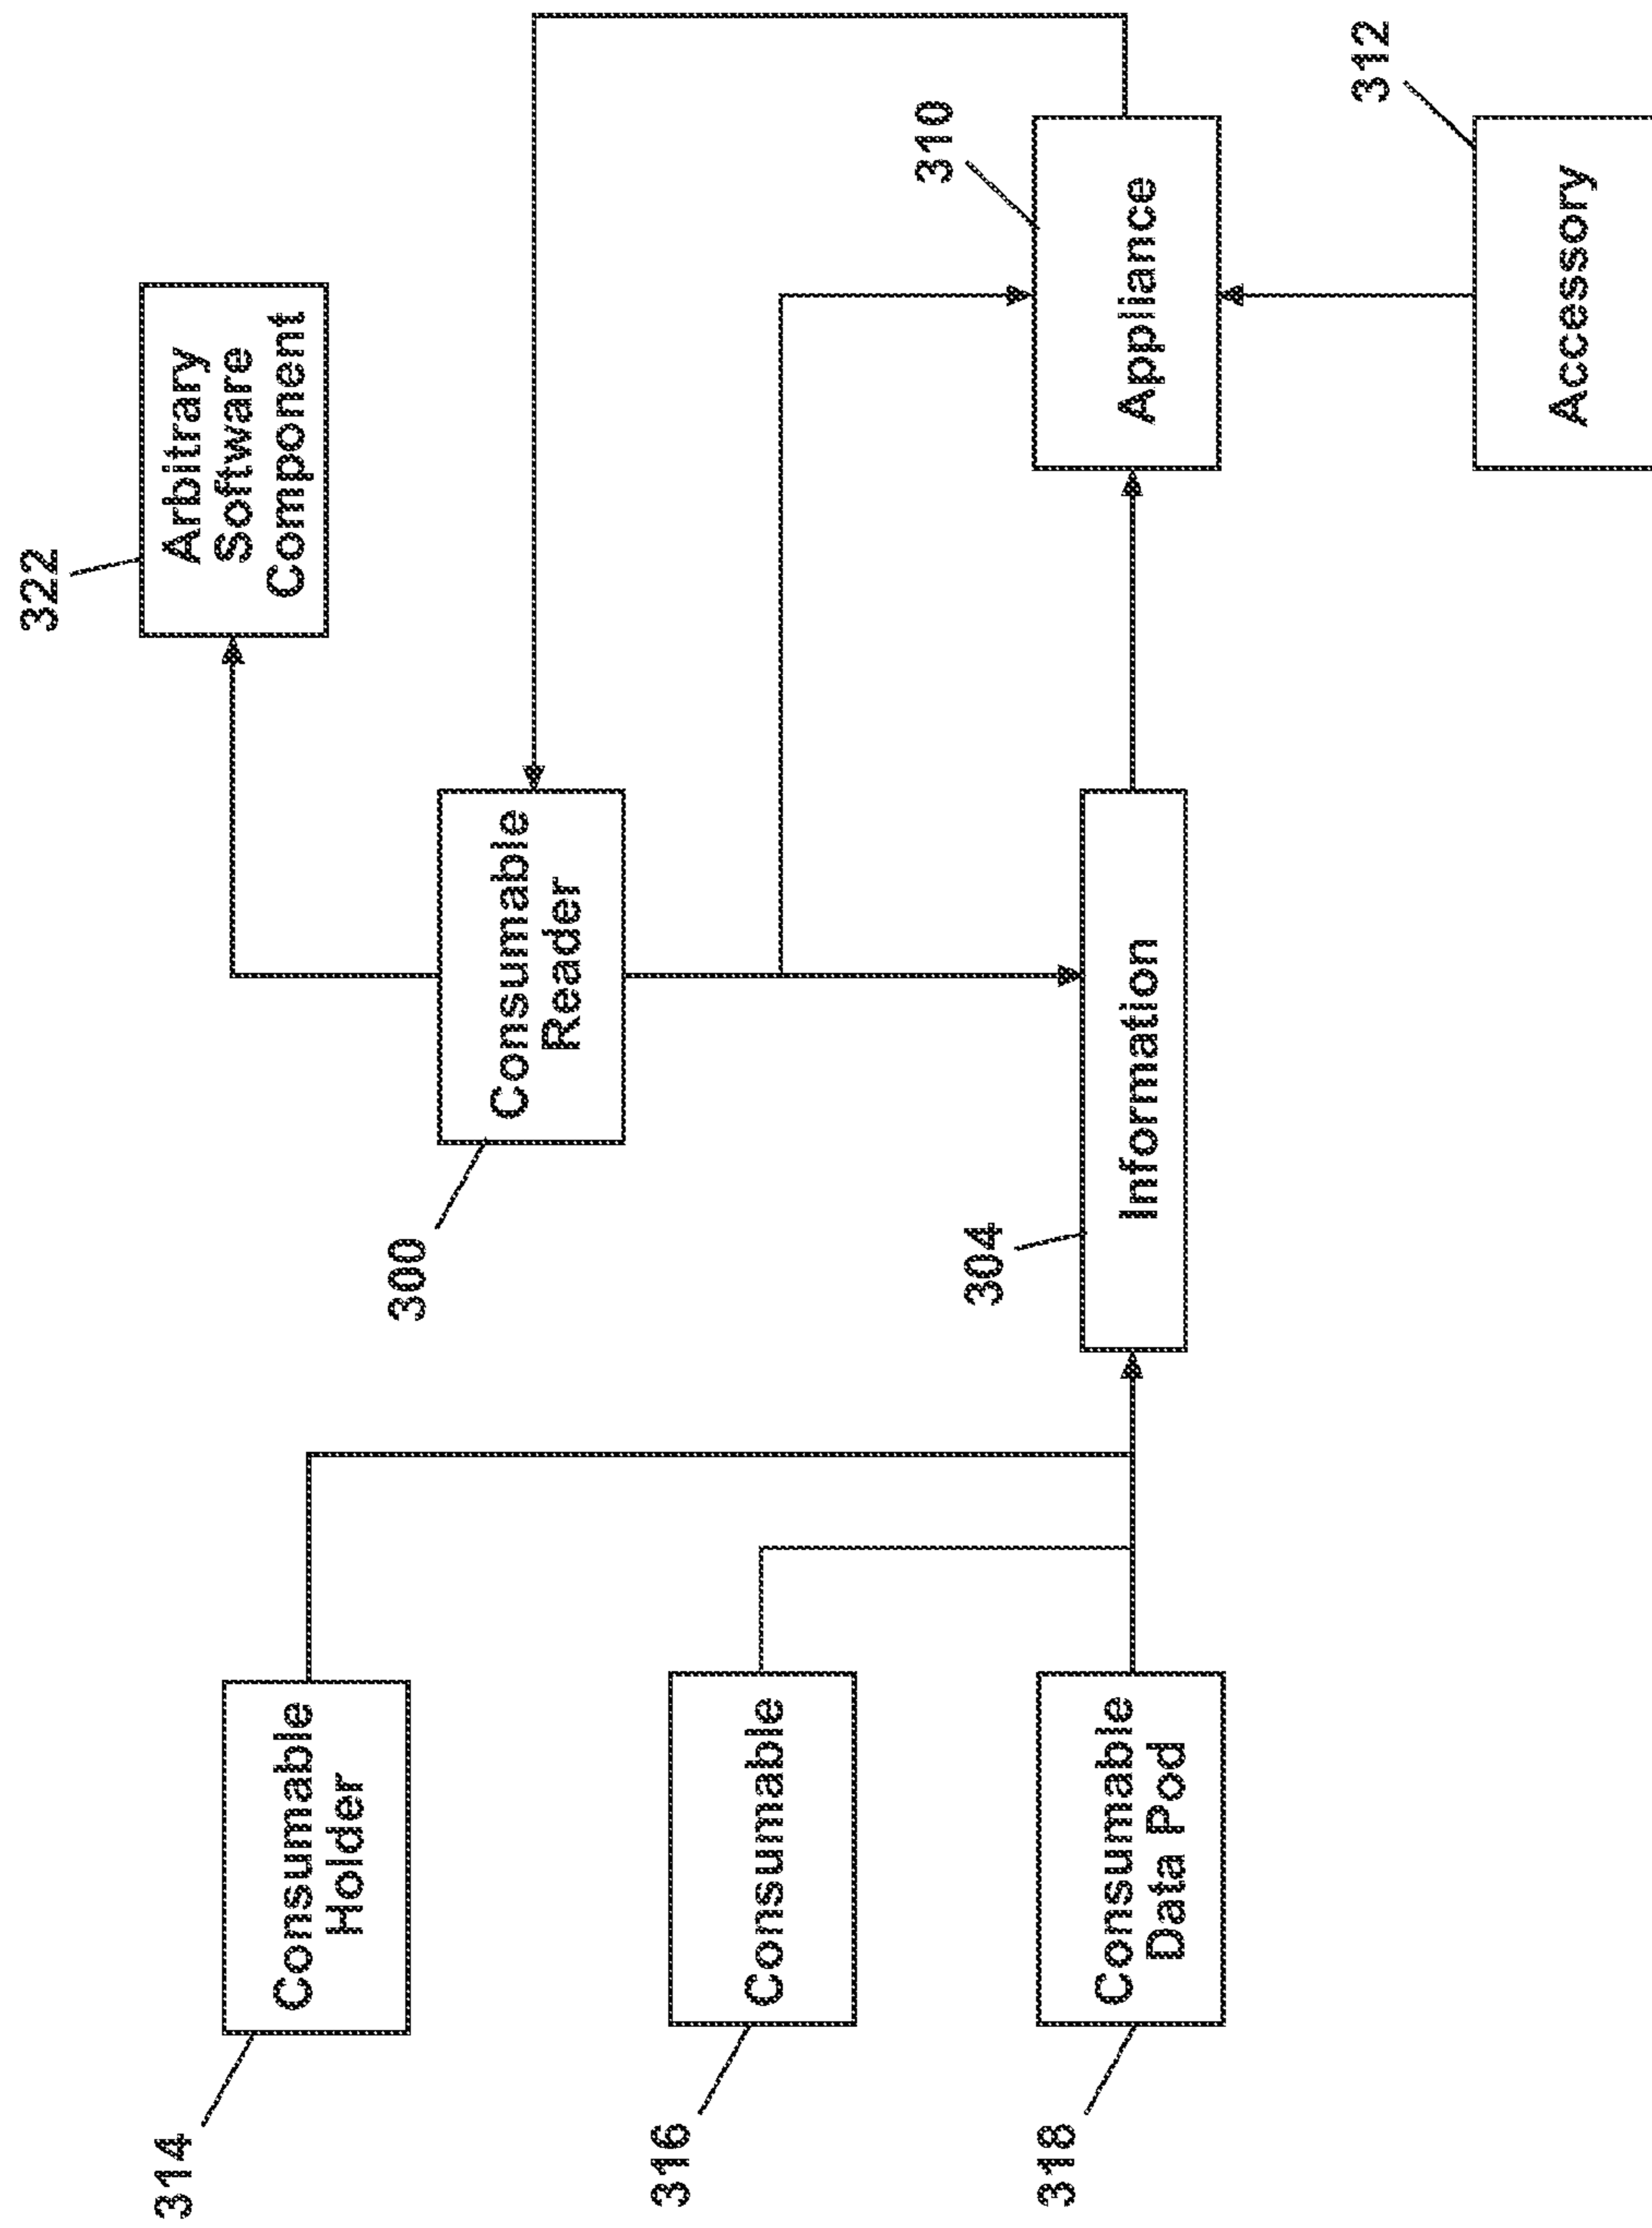 322
Arbitrary
Software
Component
314
Consumable
Holder
300
Consumable
Reader
316
Consumable
310
304
318
Consumable
Data Pod
Information
Appliance
312
Accessory